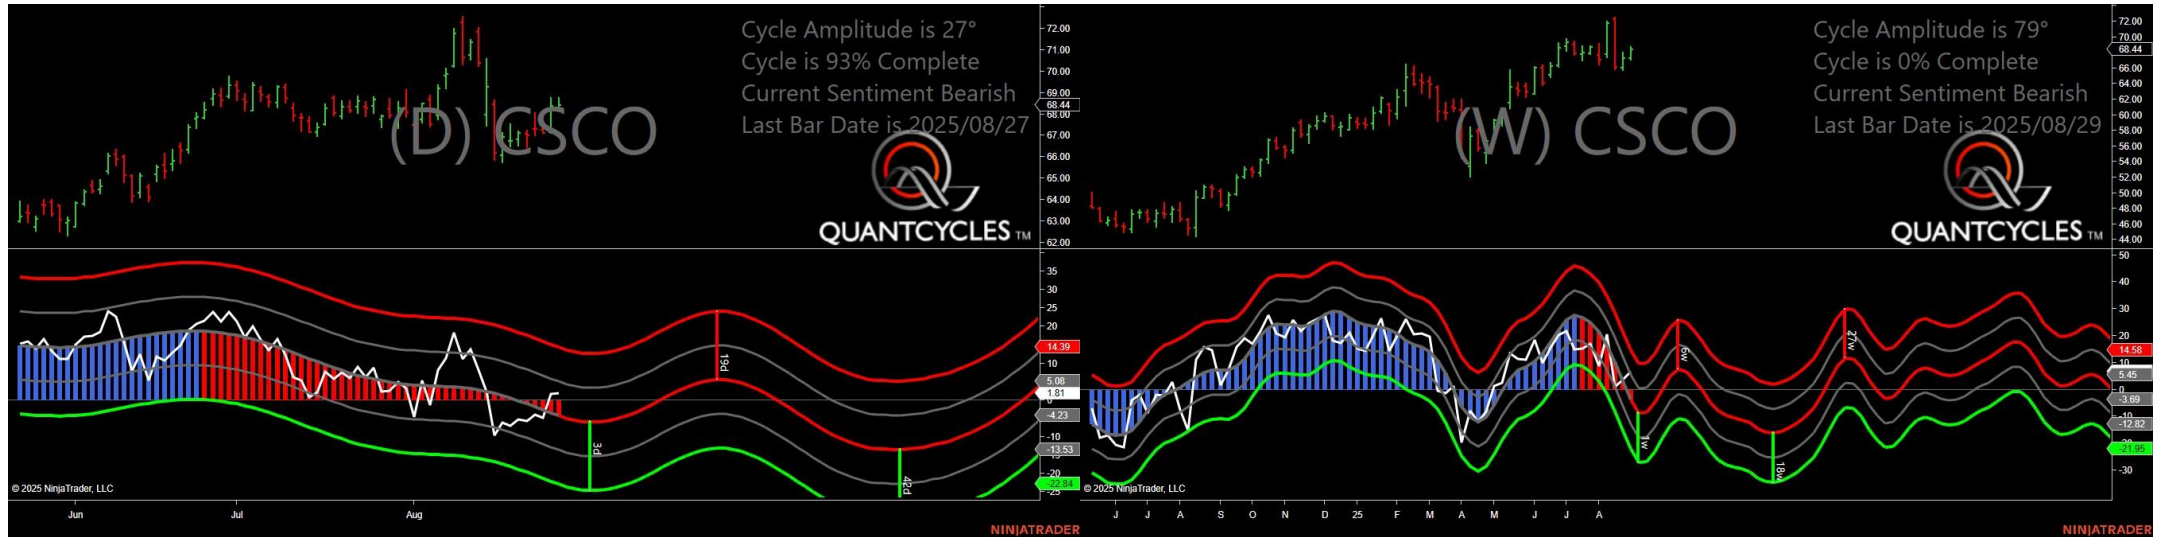 Cycle Amplitude is 27°
Cycle is 93% Complete
Current Sentiment Bearish
Last Bar Date is 2025/08/27
(D) CSCO
QUANTCYCLES TM
72.00
71.00
70.00
69.00
68.44
68.00
67.00
66.00
65.00
64.00
63.00
62.00
35
30
25
20
14.39
10
5.08
1.81
-4.23
-10
-13.53
-20
-22.84
-25
19d
3d
42d
© 2025 NinjaTrader, LLC
Jun Jul Aug
NINJATRADER
Cycle Amplitude is 79°
Cycle is 0% Complete
Current Sentiment Bearish
Last Bar Date is 2025/08/29
(W) CSCO
QUANTCYCLES TM
72.00
70.00
68.44
66.00
64.00
62.00
60.00
58.00
56.00
54.00
52.00
50.00
48.00
46.00
44.00
50
40
30
20
14.58
10
5.45
0
-3.69
-10
-12.82
-21.95
-30
6w
27w
1w
18w
© 2025 NinjaTrader, LLC
J J A S O N D 25 F M A M J J A
NINJATRADER